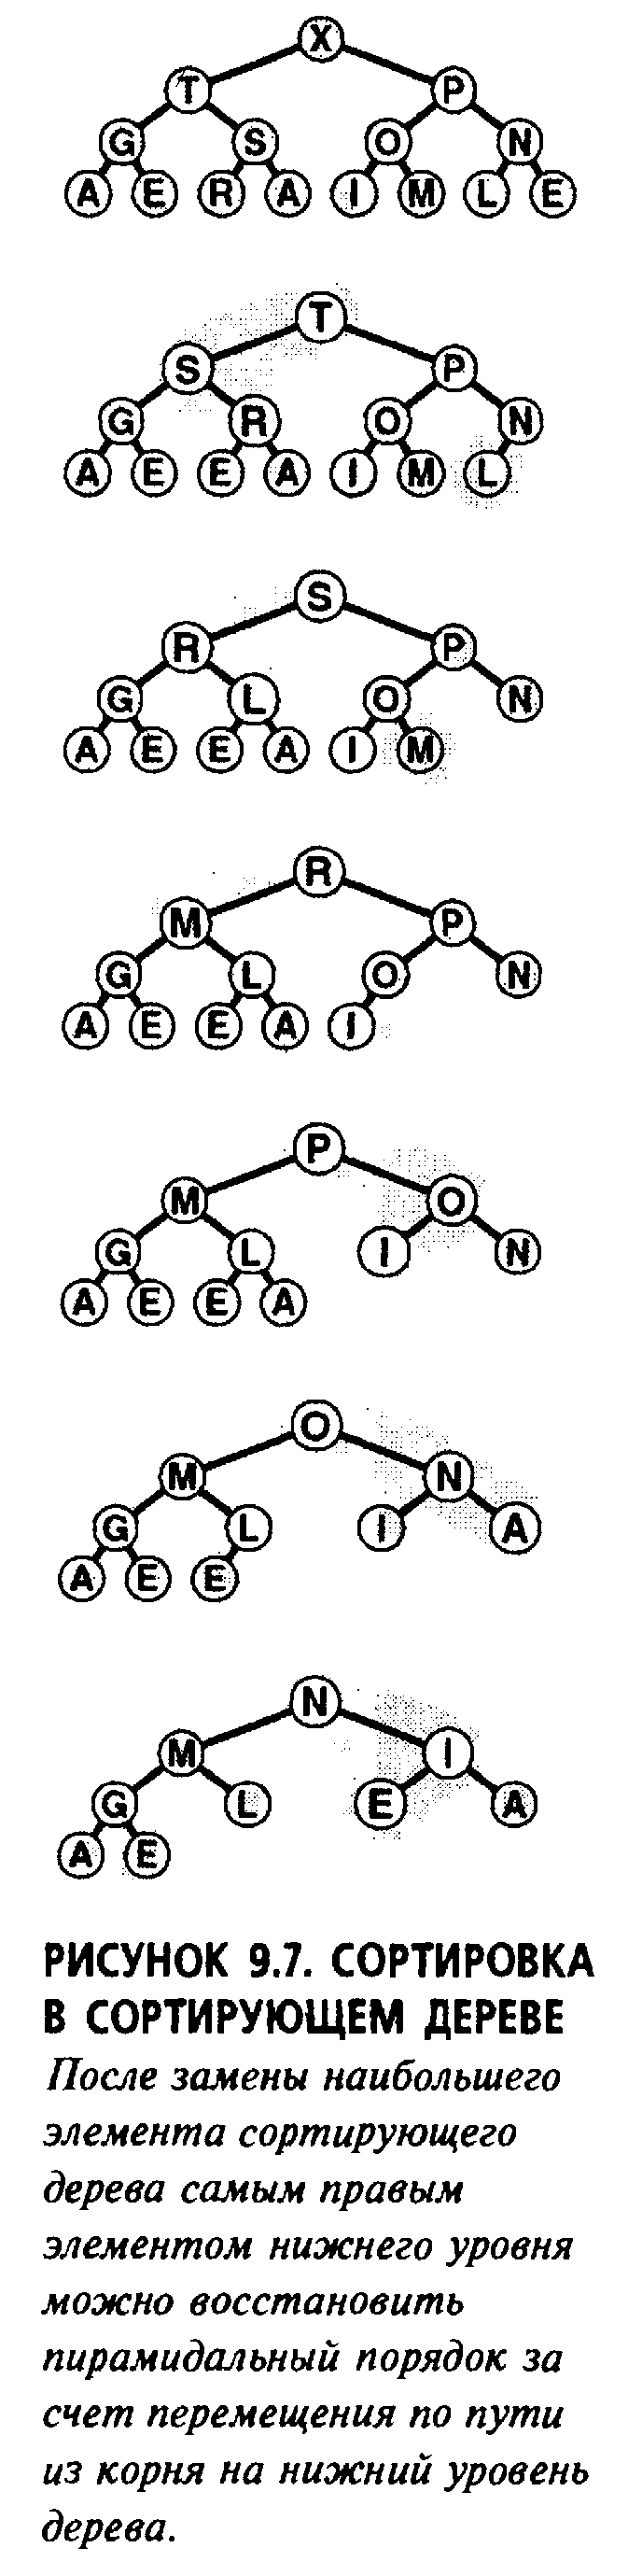 X
T P
G S O N
A E R A I M L E
T
S P
G R O N
A E E A I M L
S
R P
G L O N
A E E A I M
R
M P
G L O N
A E E A I
P
M O
G L I N
A E E A
O
M N
G L I A
A E E
N
M I
G L E A
A E
РИСУНОК 9.7. СОРТИРОВКА
В СОРТИРУЮЩЕМ ДЕРЕВЕ
После замены наибольшего
элемента сортирующего
дерева самым правым
элементом нижнего уровня
можно восстановить
пирамидальный порядок за
счет перемещения по пути
из корня на нижний уровень
дерева.